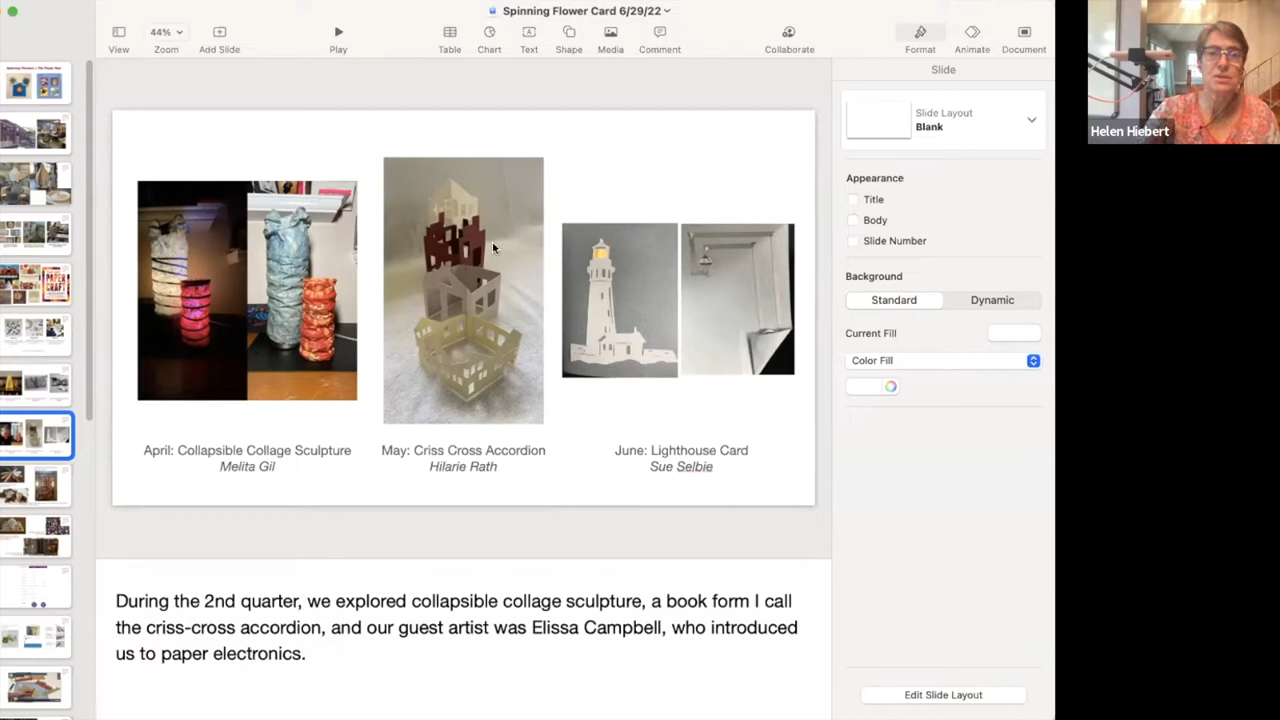 Spinning Flower Card 6/29/22
44%
View
Zoom
Add Slide
Play
Table
Chart
Text
Shape
Media
Comment
Collaborate
Format
Animate
Document
Slide
Slide Layout
Blank
Appearance
Title
Body
Slide Number
Background
Standard
Dynamic
Current Fill
Color Fill
Edit Slide Layout
Helen Hiebert
April: Collapsible Collage Sculpture
Melita Gil
May: Criss Cross Accordion
Hilarie Rath
June: Lighthouse Card
Sue Selbie
During the 2nd quarter, we explored collapsible collage sculpture, a book form I call
the criss-cross accordion, and our guest artist was Elissa Campbell, who introduced
us to paper electronics.